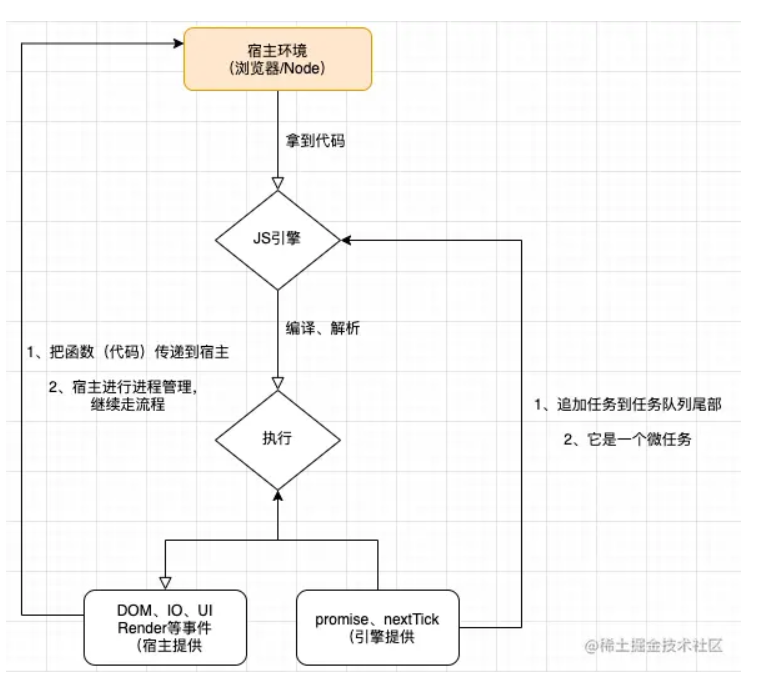 宿主环境
（浏览器/Node）
拿到代码
JS引擎
编译、解析
1、把函数（代码）传递到宿主
2、宿主进行进程管理，
继续走流程
1、追加任务到任务队列尾部
2、它是一个微任务
执行
DOM、IO、UI
Render等事件
（宿主提供
promise、nextTick
（引擎提供
@稀土掘金技术社区